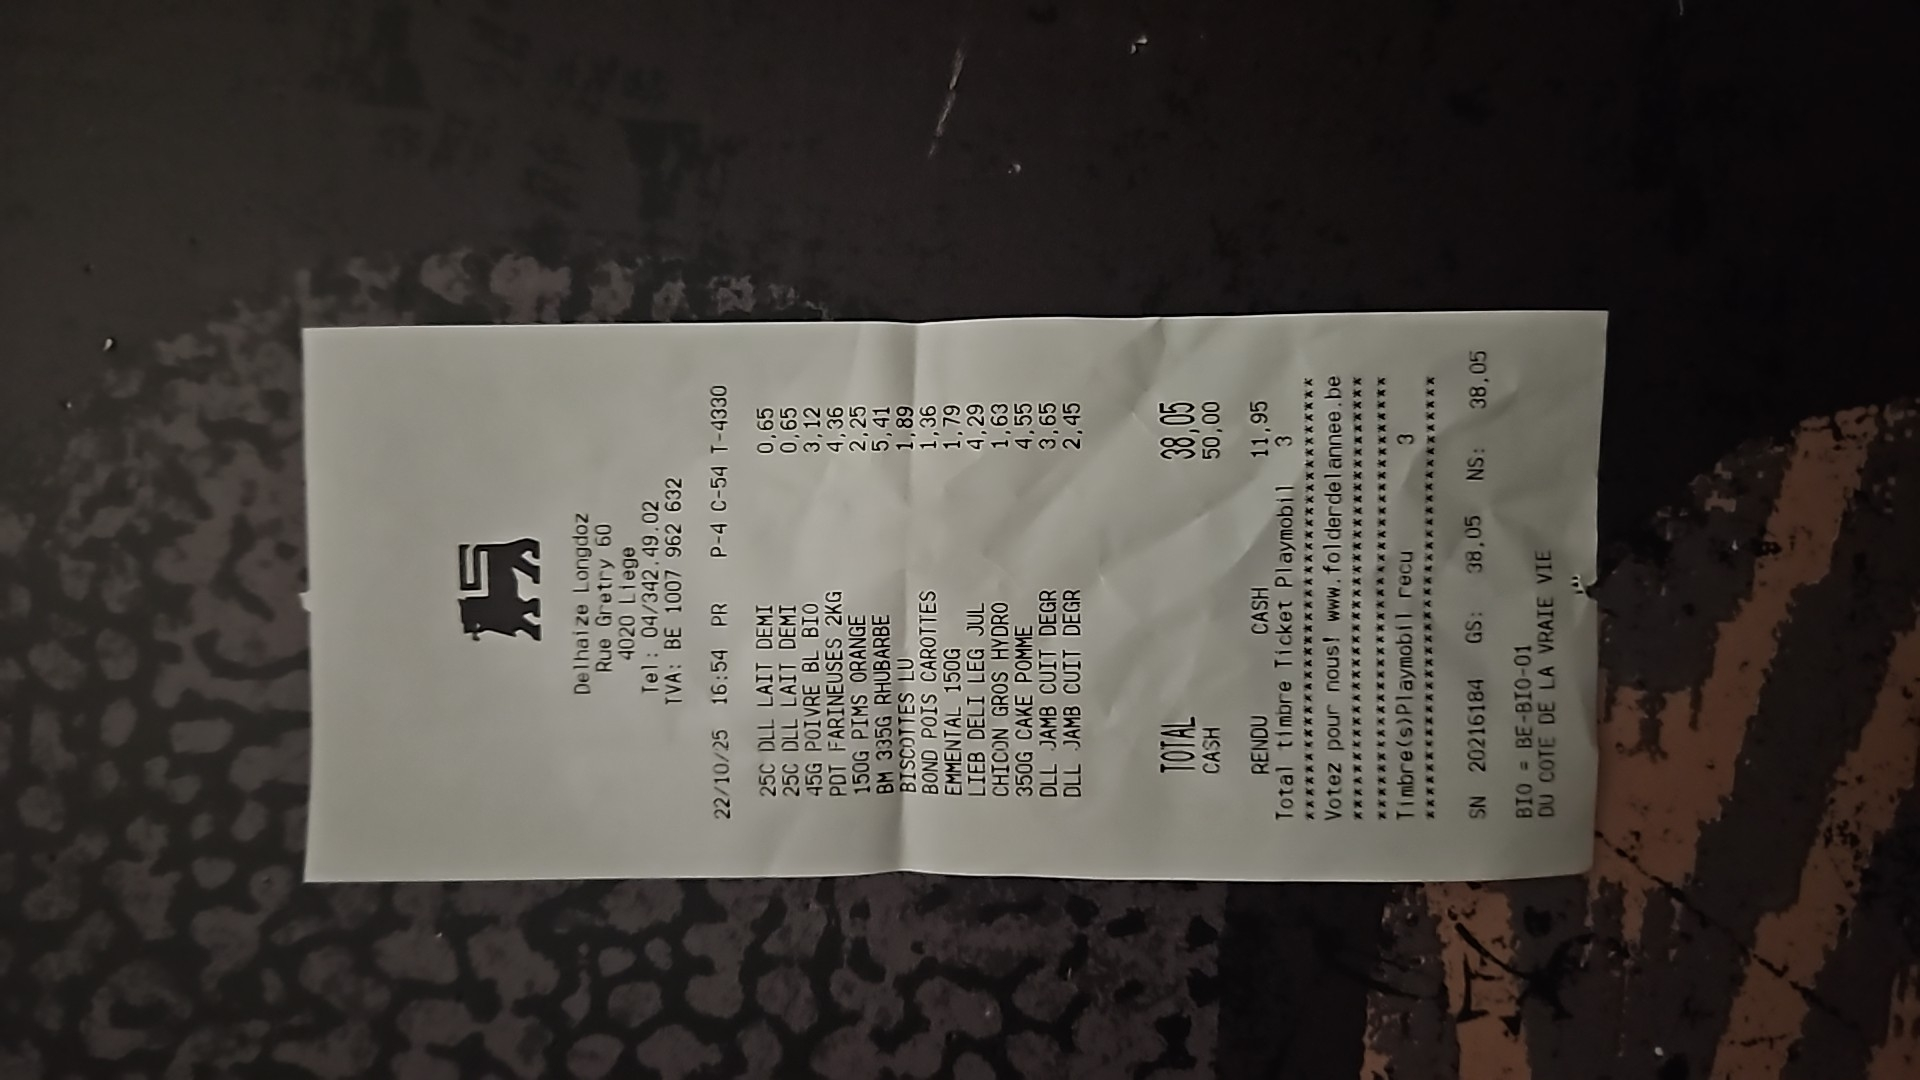 Delhaize Longdoz
Rue Gretry 60
4020 Liege
Tel: 04/342.49.02
TVA: BE 1007 962 632
22/10/25 16:54 PR P-4 C-54 T-4330
25C DLL LAIT DEMI 0,65
25C DLL LAIT DEMI 0,65
45G POIVRE BL BIO 3,12
PDT FARINEUSES 2KG 4,36
150G PIMS ORANGE 2,25
BM 335G RHUBARBE 5,41
BISCOTTES LU 1,89
BOND POIS CAROTTES 1,36
EMMENTAL 150G 1,79
LIEB DELI LEG JUL 4,29
CHICON GROS HYDRO 1,63
350G CAKE POMME 4,55
DLL JAMB CUIT DEGR 3,65
DLL JAMB CUIT DEGR 2,45
TOTAL 38,05
CASH 50,00
RENDU CASH 11,95
Total timbre Ticket Playmobil 3
**************************************
Votez pour nous! www.folderdelannee.be
**************************************
**************************************
Timbre(s)Playmobil recu 3
**************************************
SN 20216184 GS: 38,05 NS: 38,05
BIO = BE-BIO-01
DU COTE DE LA VRAIE VIE